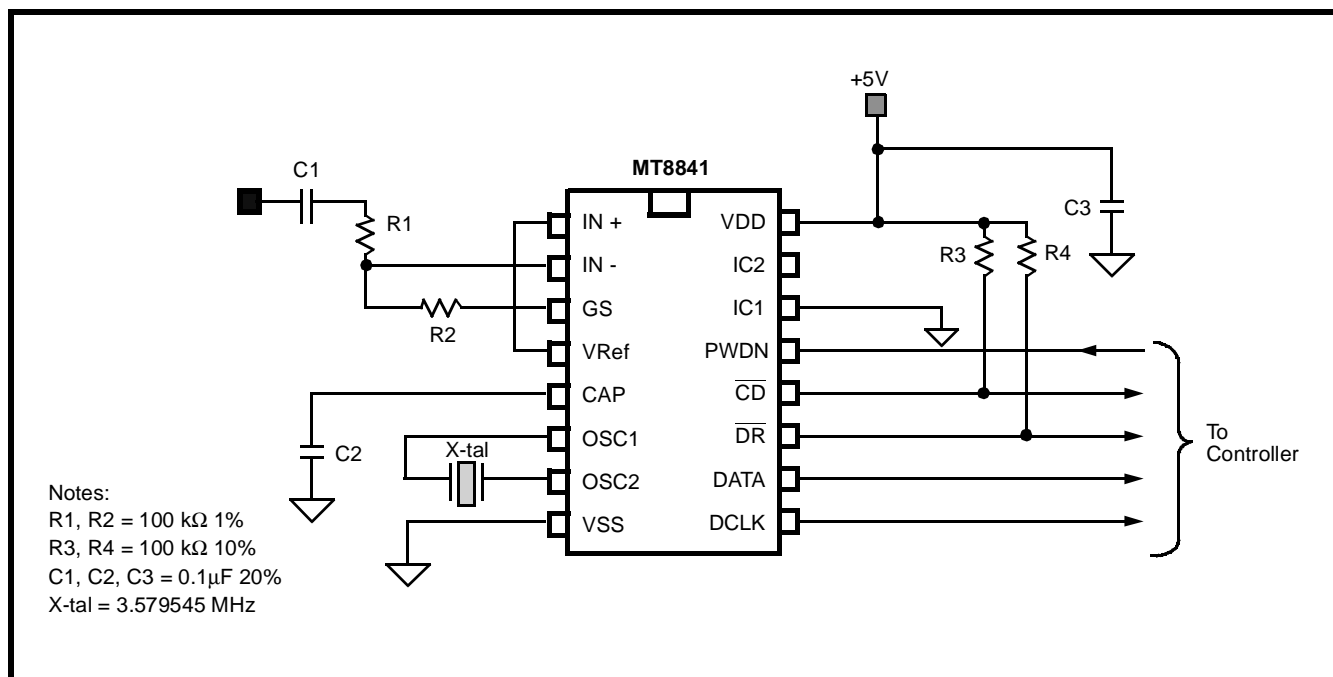 +5V
MT8841
C1
R1
R2
C2
X-tal
IN +
IN -
GS
VRef
CAP
OSC1
OSC2
VSS
VDD
IC2
IC1
PWDN
C̅D̅
D̅R̅
DATA
DCLK
R3
R4
C3
To
Controller
Notes:
R1, R2 = 100 kΩ 1%
R3, R4 = 100 kΩ 10%
C1, C2, C3 = 0.1μF 20%
X-tal = 3.579545 MHz